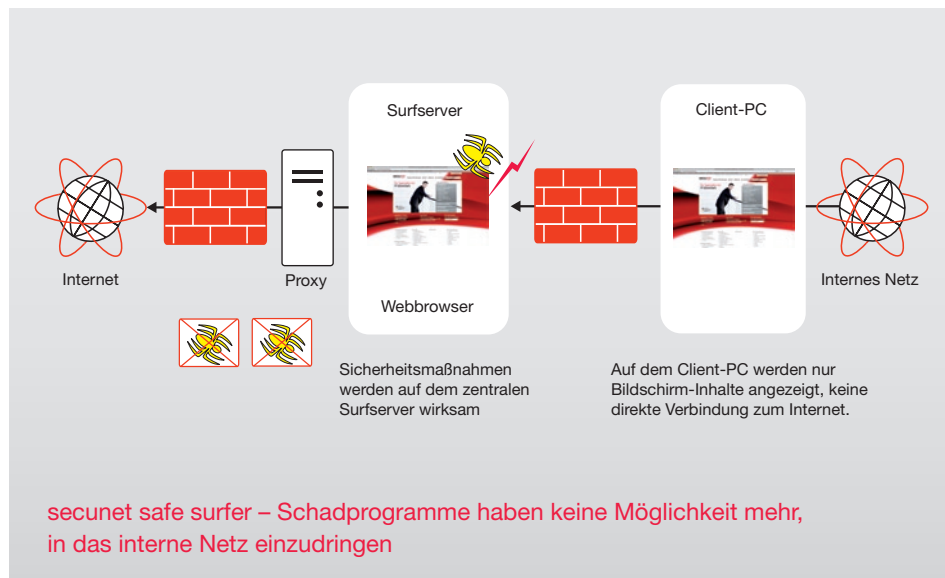 Surfserver
Client-PC
Internet
Proxy
Webbrowser
Internes Netz
Sicherheitsmaßnahmen
werden auf dem zentralen
Surfserver wirksam
Auf dem Client-PC werden nur
Bildschirm-Inhalte angezeigt, keine
direkte Verbindung zum Internet.
secunet safe surfer – Schadprogramme haben keine Möglichkeit mehr,
in das interne Netz einzudringen